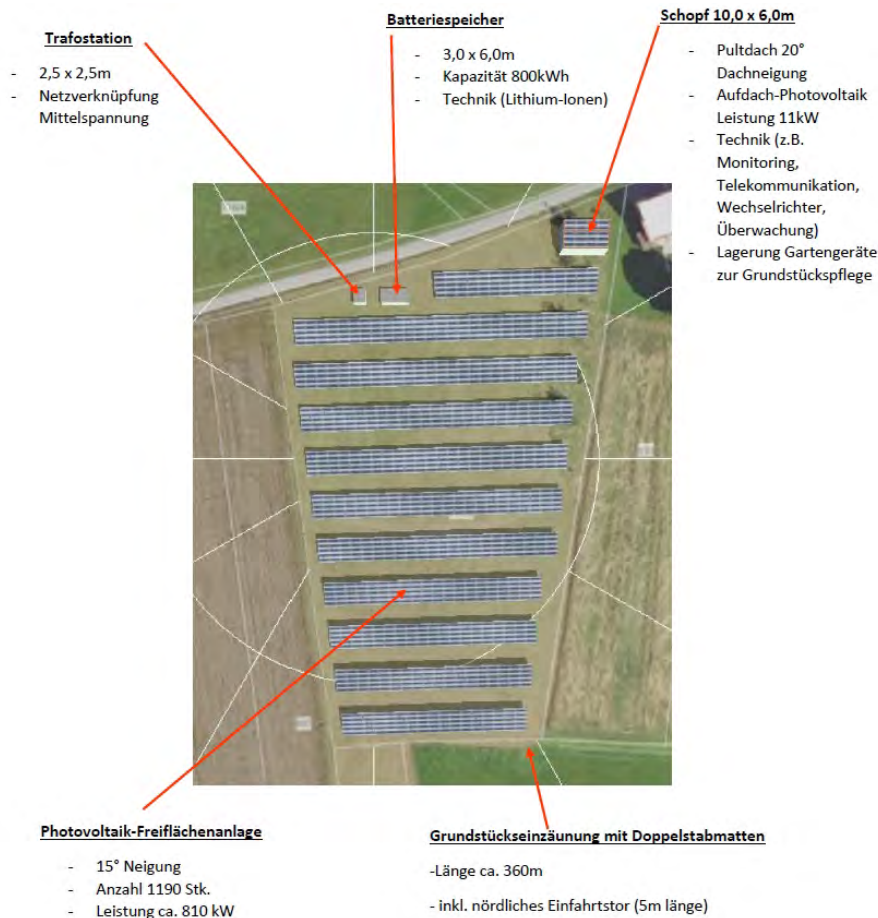 Trafostation
- 2,5 x 2,5m
- Netzverknüpfung
Mittelspannung
Batteriespeicher
- 3,0 x 6,0m
- Kapazität 800kWh
- Technik (Lithium-Ionen)
Schopf 10,0 x 6,0m
- Pultdach 20°
Dachneigung
- Aufdach-Photovoltaik
Leistung 11kW
- Technik (z.B.
Monitoring,
Telekommunikation,
Wechselrichter,
Überwachung)
- Lagerung Gartengeräte
zur Grundstückspflege
Photovoltaik-Freiflächenanlage
- 15° Neigung
- Anzahl 1190 Stk.
- Leistung ca. 810 kW
Grundstückseinzäunung mit Doppelstabmatten
-Länge ca. 360m
- inkl. nördliches Einfahrtstor (5m länge)